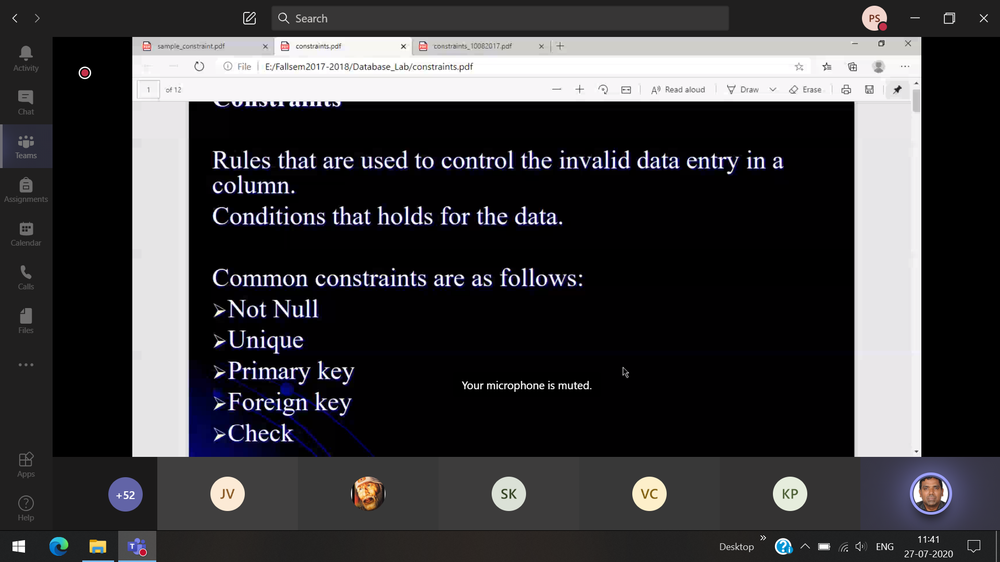 Search
PS
Activity
Chat
Teams
Assignments
Calendar
Calls
Files
Apps
Help
sample_constraint.pdf
constraints.pdf
constraints_10082017.pdf
File
E:/Fallsem2017-2018/Database_Lab/constraints.pdf
1 of 12
Read aloud
Draw
Erase
Constraints
Rules that are used to control the invalid data entry in a
column.
Conditions that holds for the data.
Common constraints are as follows:
➢Not Null
➢Unique
➢Primary key
➢Foreign key
➢Check
Your microphone is muted.
+52
JV
SK
VC
KP
Desktop
ENG
11:41
27-07-2020